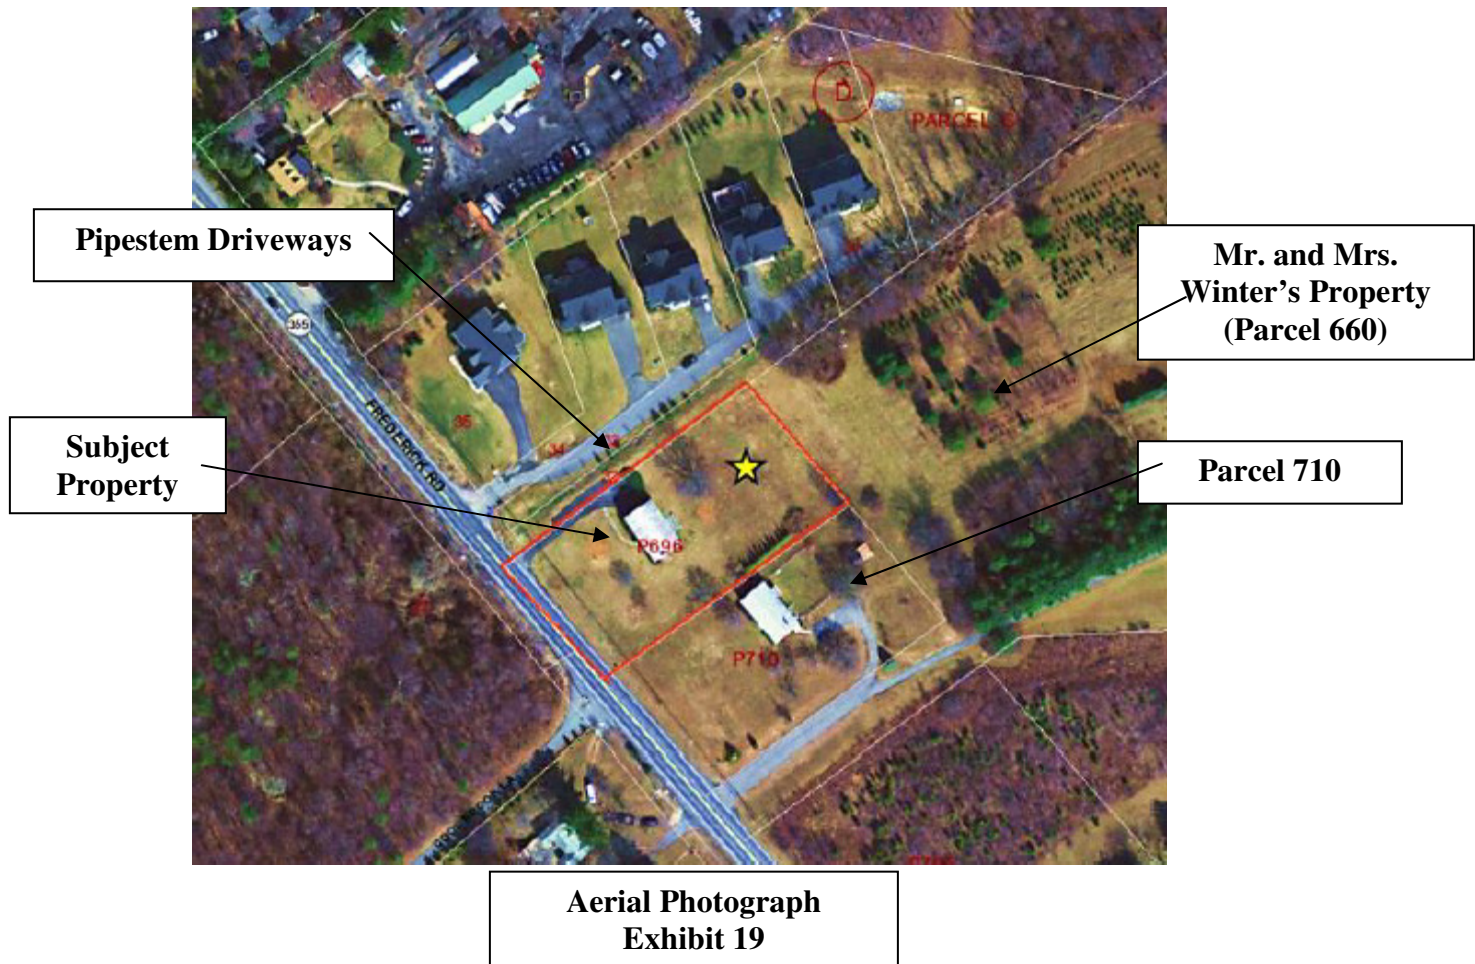 D
PARCEL C
Pipestem Driveways
Mr. and Mrs.
Winter’s Property
(Parcel 660)
355
FREDERICK RD
35
34
Subject
Property
Parcel 710
P696
P710
Aerial Photograph
Exhibit 19